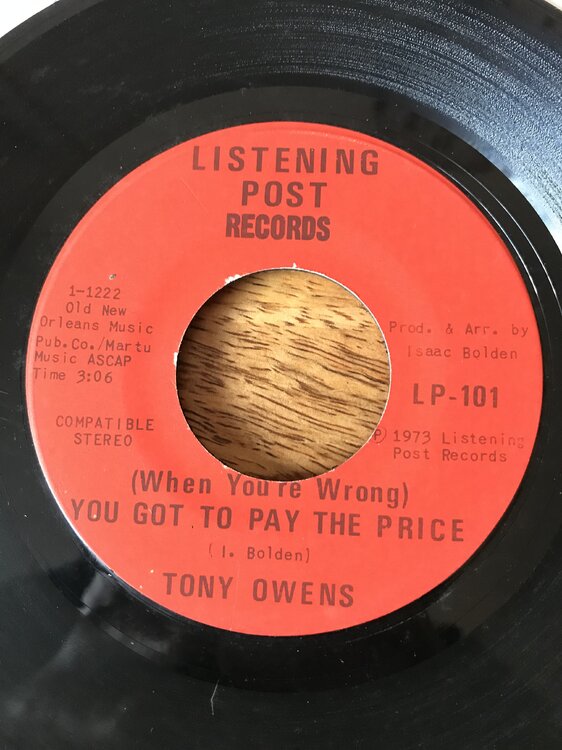 LISTENING
POST
RECORDS
1-1222
Old New
Orleans Music
Pub.Co./Martu
Music ASCAP
Time 3:06
COMPATIBLE
STEREO
Prod. & Arr. by
Isaac Bolden
LP-101
℗ 1973 Listening
Post Records
(When You're Wrong)
YOU GOT TO PAY THE PRICE
(I. Bolden)
TONY OWENS